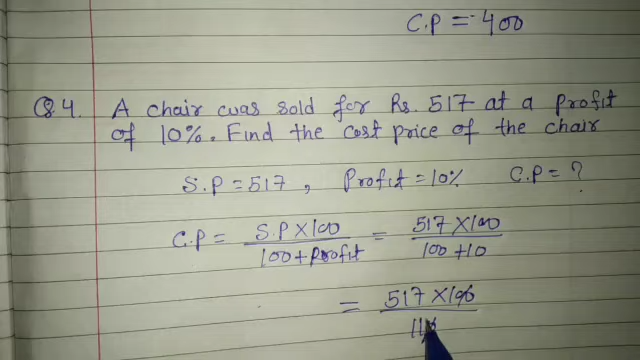 C.P = 400
Q.4. A chair was sold for Rs. 517 at a profit
of 10%. Find the cost price of the chair
S.P = 517, Profit = 10% C.P = ?
C.P = S.P X 100 / 100 + Profit = 517 X 100 / 100 + 10
= 517 X 100 / 110